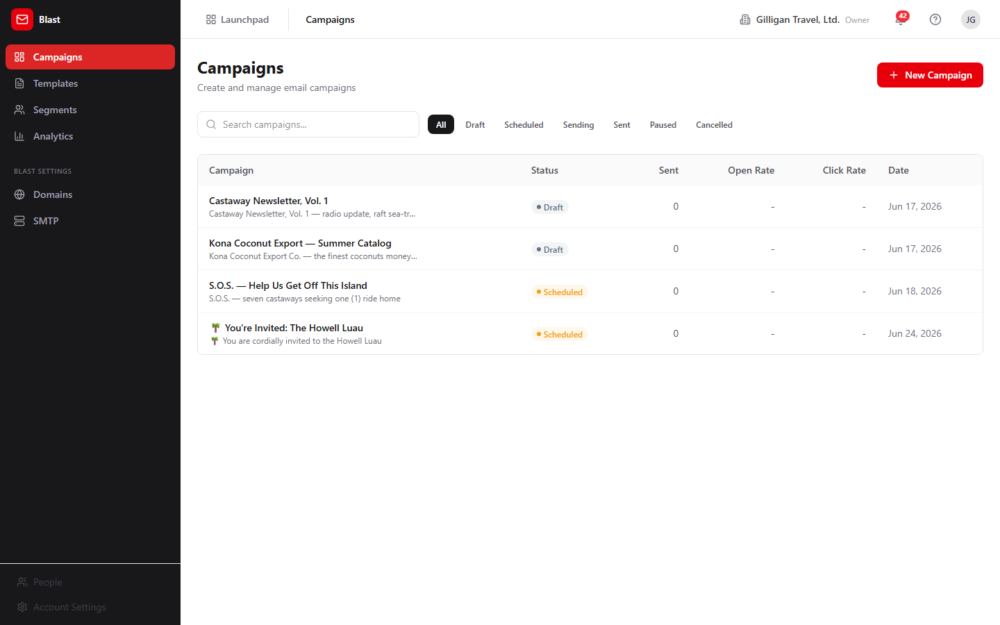 Blast
Launchpad
Campaigns
Gilligan Travel, Ltd. Owner
42
JG
Campaigns
Templates
Segments
Analytics
BLAST SETTINGS
Domains
SMTP
People
Account Settings
Campaigns
Create and manage email campaigns
New Campaign
Search campaigns...
All Draft Scheduled Sending Sent Paused Cancelled
Campaign Status Sent Open Rate Click Rate Date
Castaway Newsletter, Vol. 1
Castaway Newsletter, Vol. 1 — radio update, raft sea-tr...
Draft 0 - - Jun 17, 2026
Kona Coconut Export — Summer Catalog
Kona Coconut Export Co. — the finest coconuts money...
Draft 0 - - Jun 17, 2026
S.O.S. — Help Us Get Off This Island
S.O.S. — seven castaways seeking one (1) ride home
Scheduled 0 - - Jun 18, 2026
🌴 You're Invited: The Howell Luau
🌴 You are cordially invited to the Howell Luau
Scheduled 0 - - Jun 24, 2026